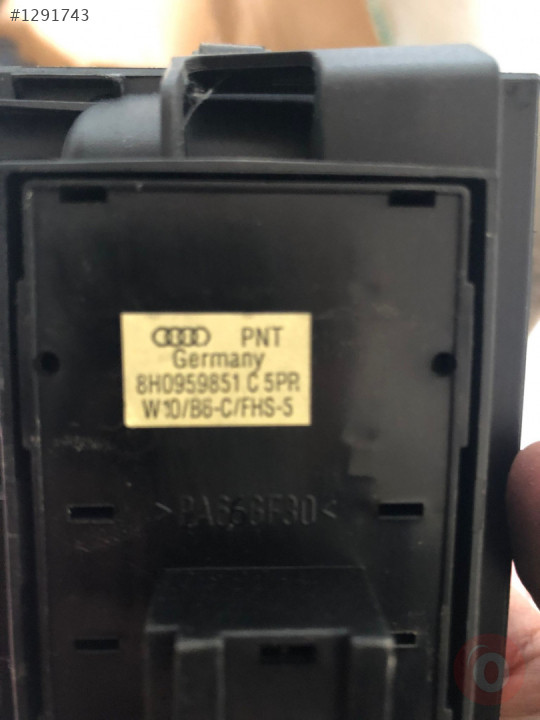 #1291743
PNT
Germany
8H0959851 C 5PR
W10/B6-C/FHS-5
>PA66GF30<